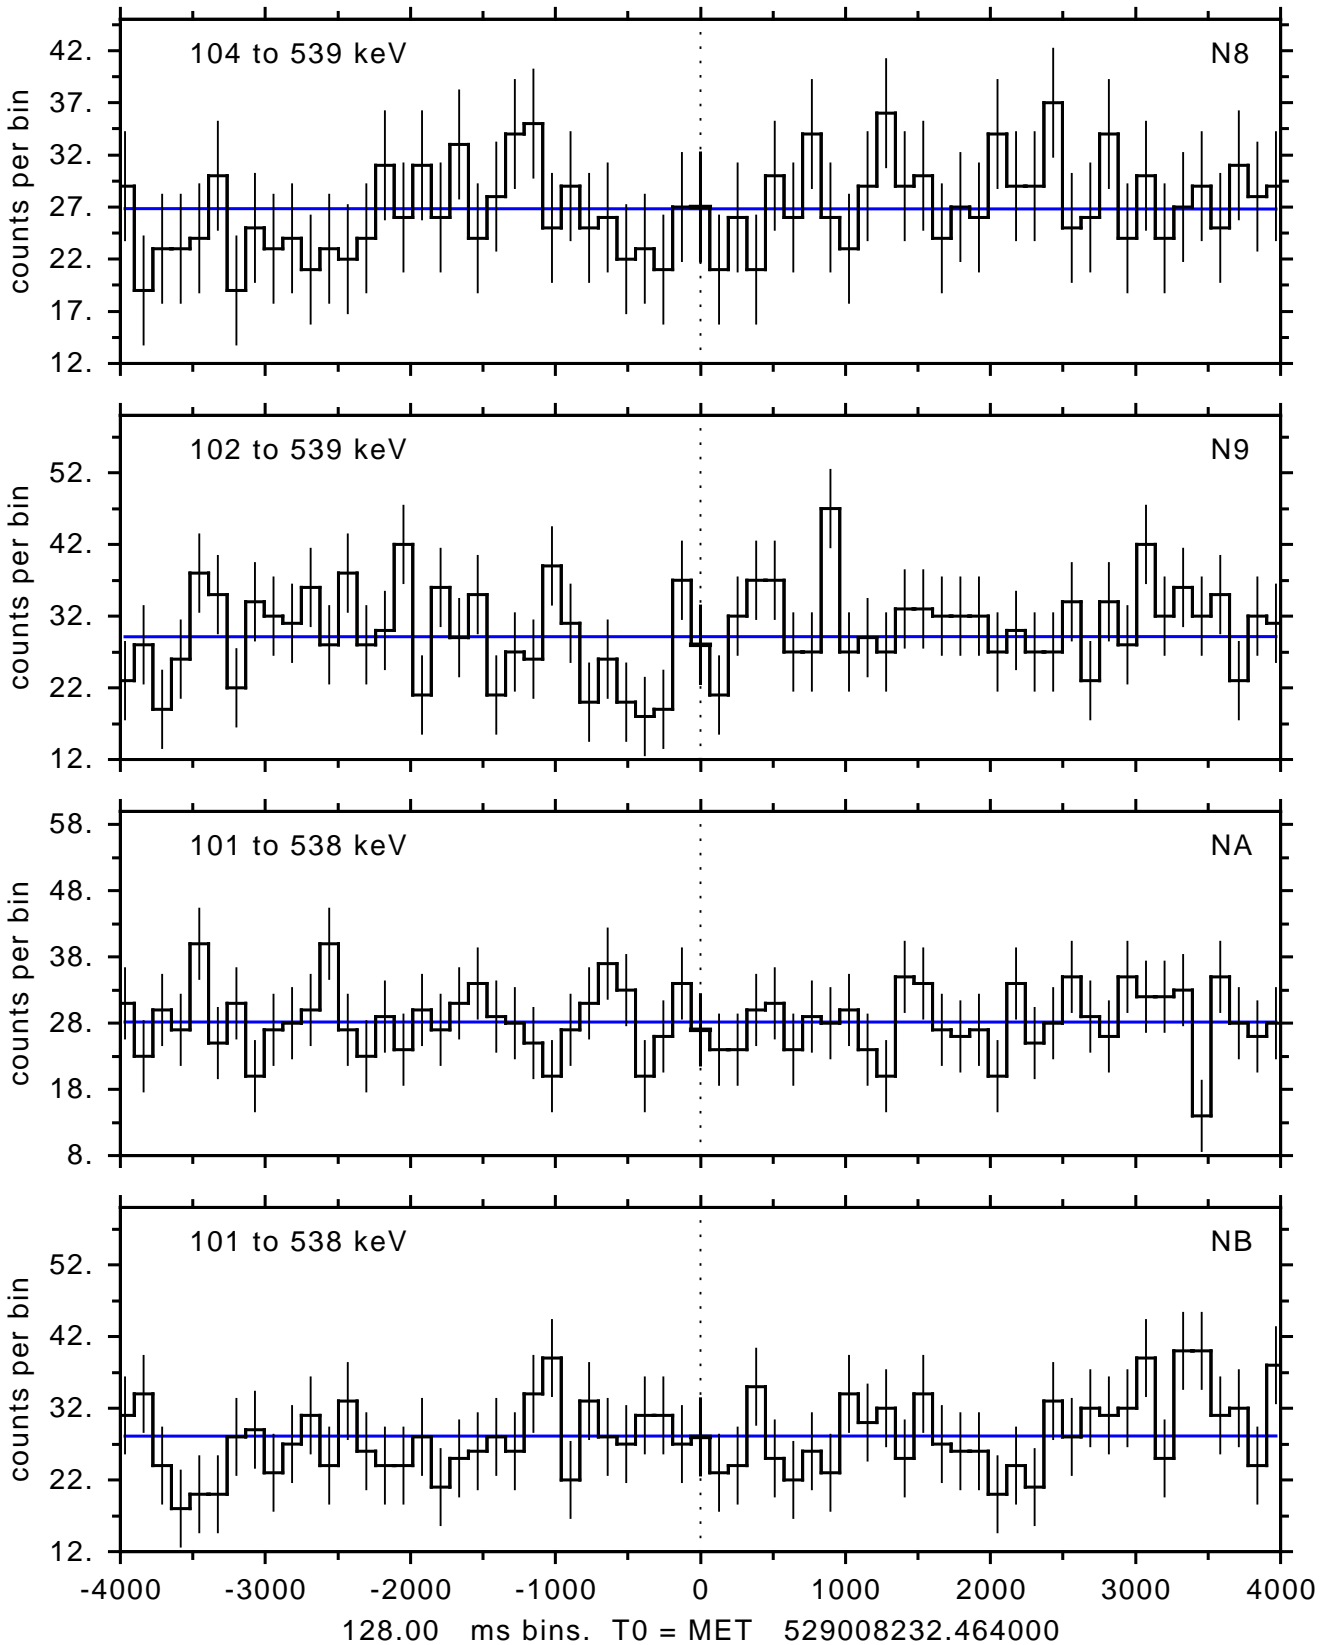 104 to 539 keV N8
42.
37.
32.
27.
22.
17.
12.
counts per bin
102 to 539 keV N9
52.
42.
32.
22.
12.
counts per bin
101 to 538 keV NA
58.
48.
38.
28.
18.
8.
counts per bin
101 to 538 keV NB
52.
42.
32.
22.
12.
counts per bin
-4000 -3000 -2000 -1000 0 1000 2000 3000 4000
128.00 ms bins. T0 = MET 529008232.464000